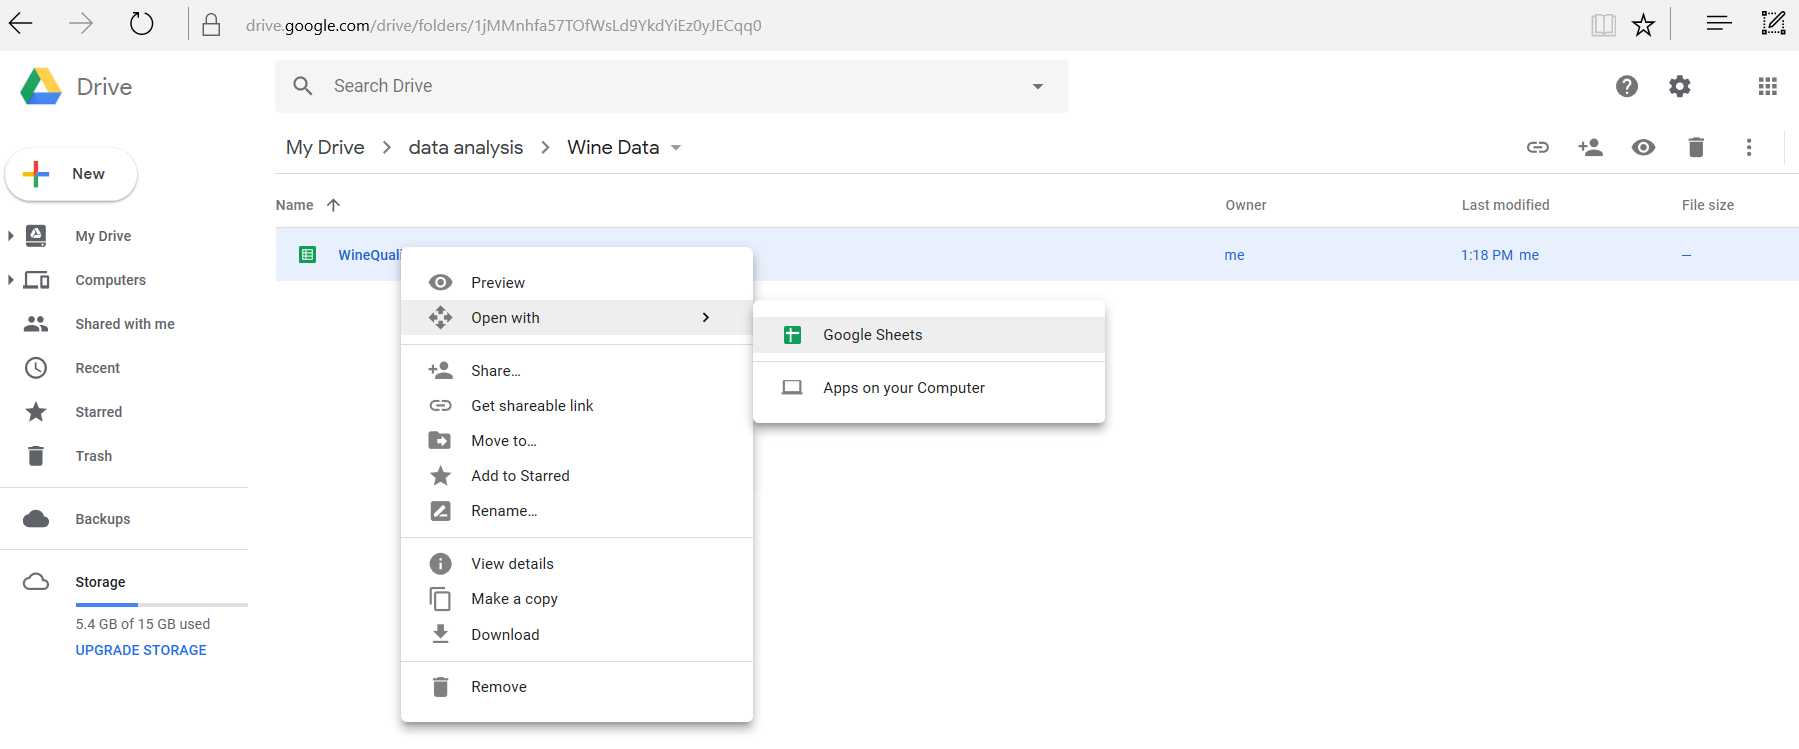 drive.google.com/drive/folders/1jMMnhfa57TOfWsLd9YkdYiEz0yJECqq0
Drive
Search Drive
My Drive > data analysis > Wine Data
New
Name Owner Last modified File size
My Drive
WineQuali me 1:18 PM me –
Computers
Shared with me
Recent
Starred
Trash
Backups
Storage
5.4 GB of 15 GB used
UPGRADE STORAGE
Preview
Open with
Share...
Get shareable link
Move to...
Add to Starred
Rename...
View details
Make a copy
Download
Remove
Google Sheets
Apps on your Computer